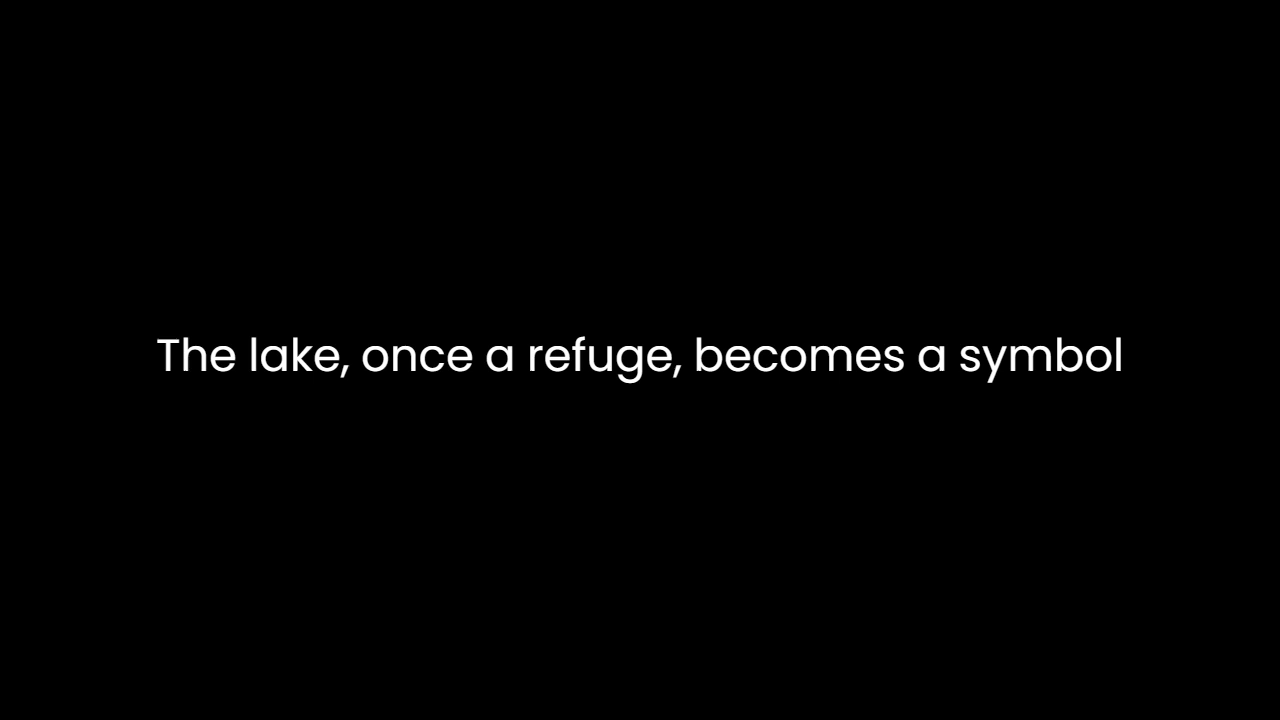 The lake, once a refuge, becomes a symbol